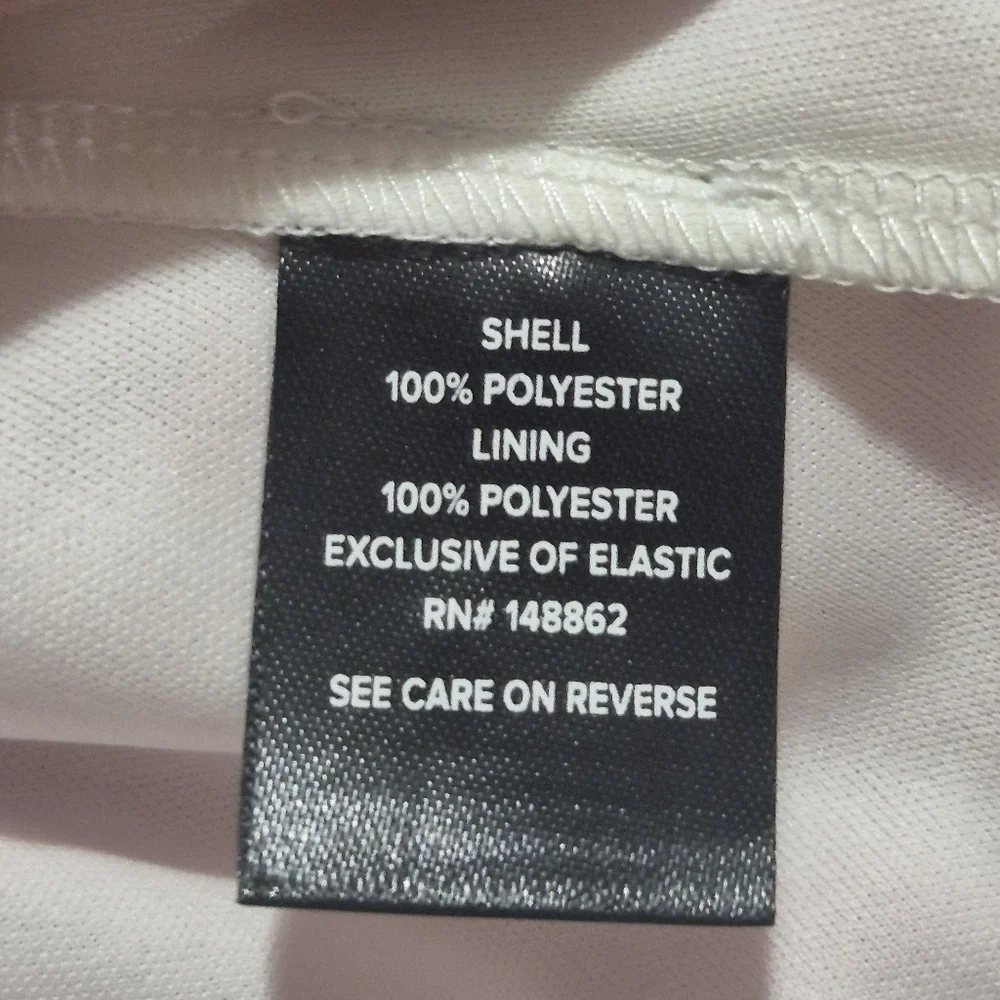 SHELL
100% POLYESTER
LINING
100% POLYESTER
EXCLUSIVE OF ELASTIC
RN# 148862
SEE CARE ON REVERSE